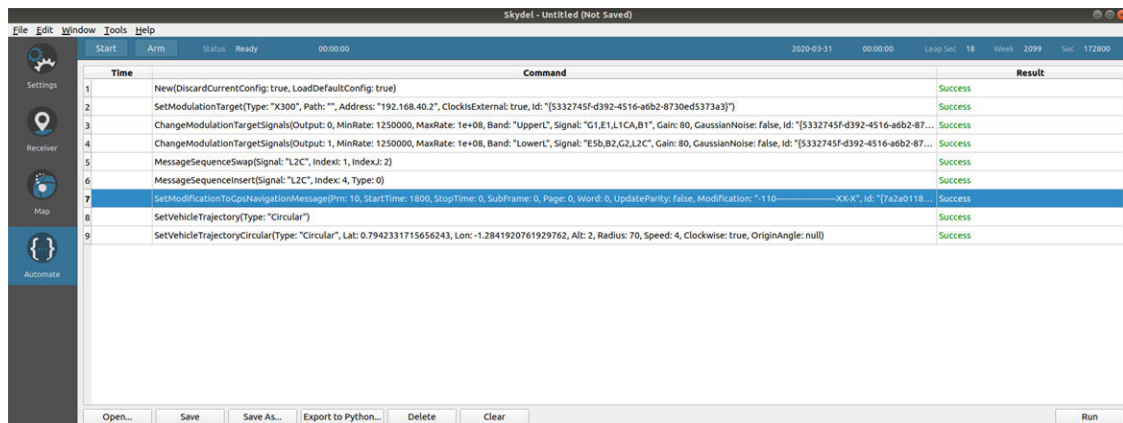 Skydel - Untitled (Not Saved)
File Edit Window Tools Help
Start Arm Status Ready 00:00:00 2020-03-31 00:00:00 Leap Sec 18 Week 2099 Sec 172800
Settings
Receiver
Map
Automate
Time Command Result
1 New(DiscardCurrentConfig: true, LoadDefaultConfig: true) Success
2 SetModulationTarget(Type: "X300", Path: "", Address: "192.168.40.2", ClockIsExternal: true, Id: "{5332745f-d392-4516-a6b2-8730ed5373a3}") Success
3 ChangeModulationTargetSignals(Output: 0, MinRate: 1250000, MaxRate: 1e+08, Band: "UpperL", Signal: "G1,E1,L1CA,B1", Gain: 80, GaussianNoise: false, Id: "{5332745f-d392-4516-a6b2-87... Success
4 ChangeModulationTargetSignals(Output: 1, MinRate: 1250000, MaxRate: 1e+08, Band: "LowerL", Signal: "E5b,B2,G2,L2C", Gain: 80, GaussianNoise: false, Id: "{5332745f-d392-4516-a6b2-87... Success
5 MessageSequenceSwap(Signal: "L2C", IndexI: 1, IndexJ: 2) Success
6 MessageSequenceInsert(Signal: "L2C", Index: 4, Type: 0) Success
7 SetModificationToGpsNavigationMessage(Prn: 10, StartTime: 1800, StopTime: 0, SubFrame: 0, Page: 0, Word: 0, UpdateParity: false, Modification: "-110----------------------XX-X", Id: "{7a2a0118... Success
8 SetVehicleTrajectory(Type: "Circular") Success
9 SetVehicleTrajectoryCircular(Type: "Circular", Lat: 0.7942331715656243, Lon: -1.2841920761929762, Alt: 2, Radius: 70, Speed: 4, Clockwise: true, OriginAngle: null) Success
Open... Save Save As... Export to Python... Delete Clear Run